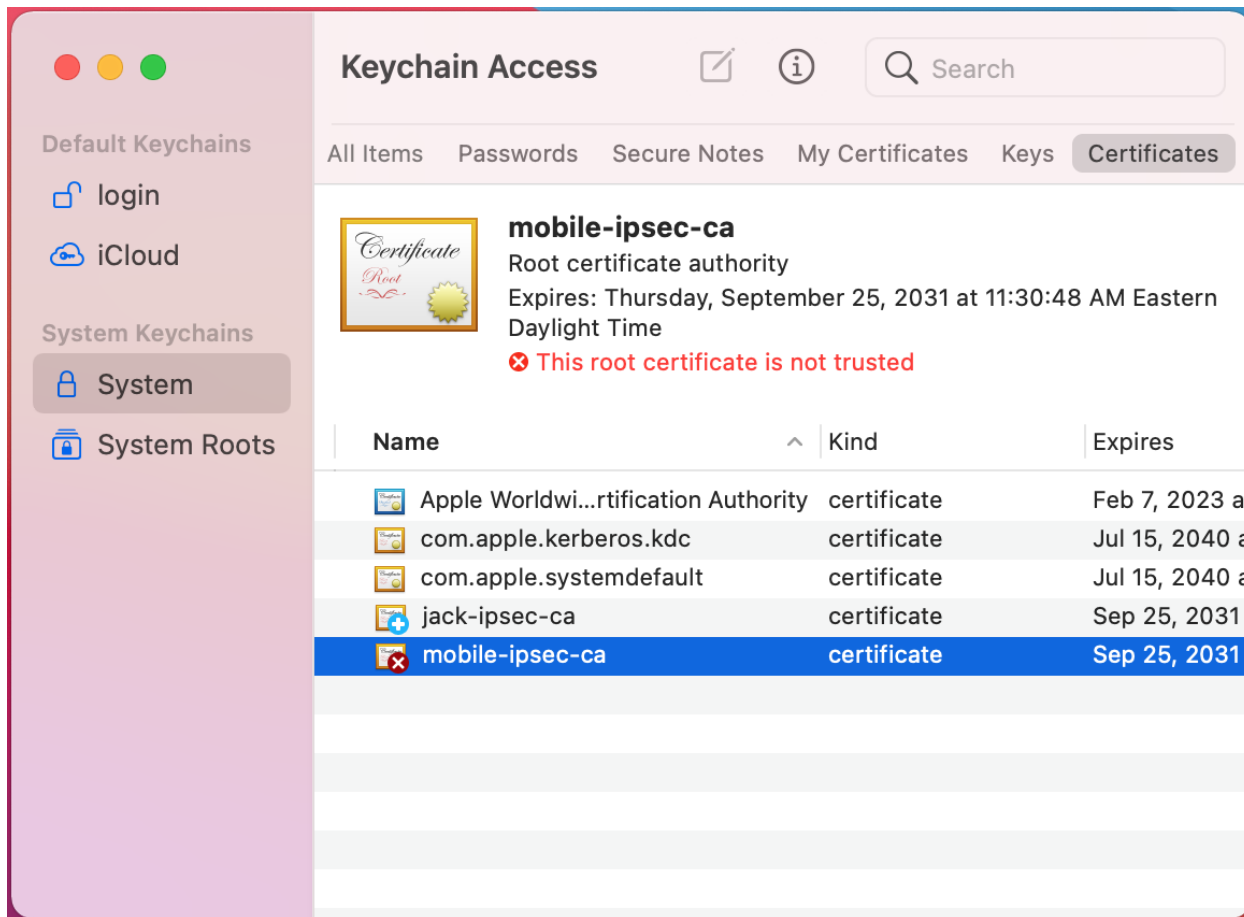 Keychain Access
Search
Default Keychains
login
iCloud
System Keychains
System
System Roots
All Items Passwords Secure Notes My Certificates Keys Certificates
Certificate
Root
mobile-ipsec-ca
Root certificate authority
Expires: Thursday, September 25, 2031 at 11:30:48 AM Eastern
Daylight Time
This root certificate is not trusted
Name Kind Expires
Apple Worldwi...rtification Authority certificate Feb 7, 2023 a
com.apple.kerberos.kdc certificate Jul 15, 2040 a
com.apple.systemdefault certificate Jul 15, 2040 a
jack-ipsec-ca certificate Sep 25, 2031
mobile-ipsec-ca certificate Sep 25, 2031